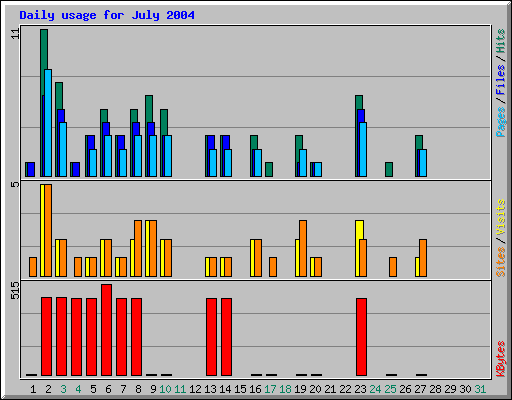 Daily usage for July 2004
11
Pages/Files/Hits
5
Sites/Visits
515
KBytes
1 2 3 4 5 6 7 8 9 10 11 12 13 14 15 16 17 18 19 20 21 22 23 24 25 26 27 28 29 30 31